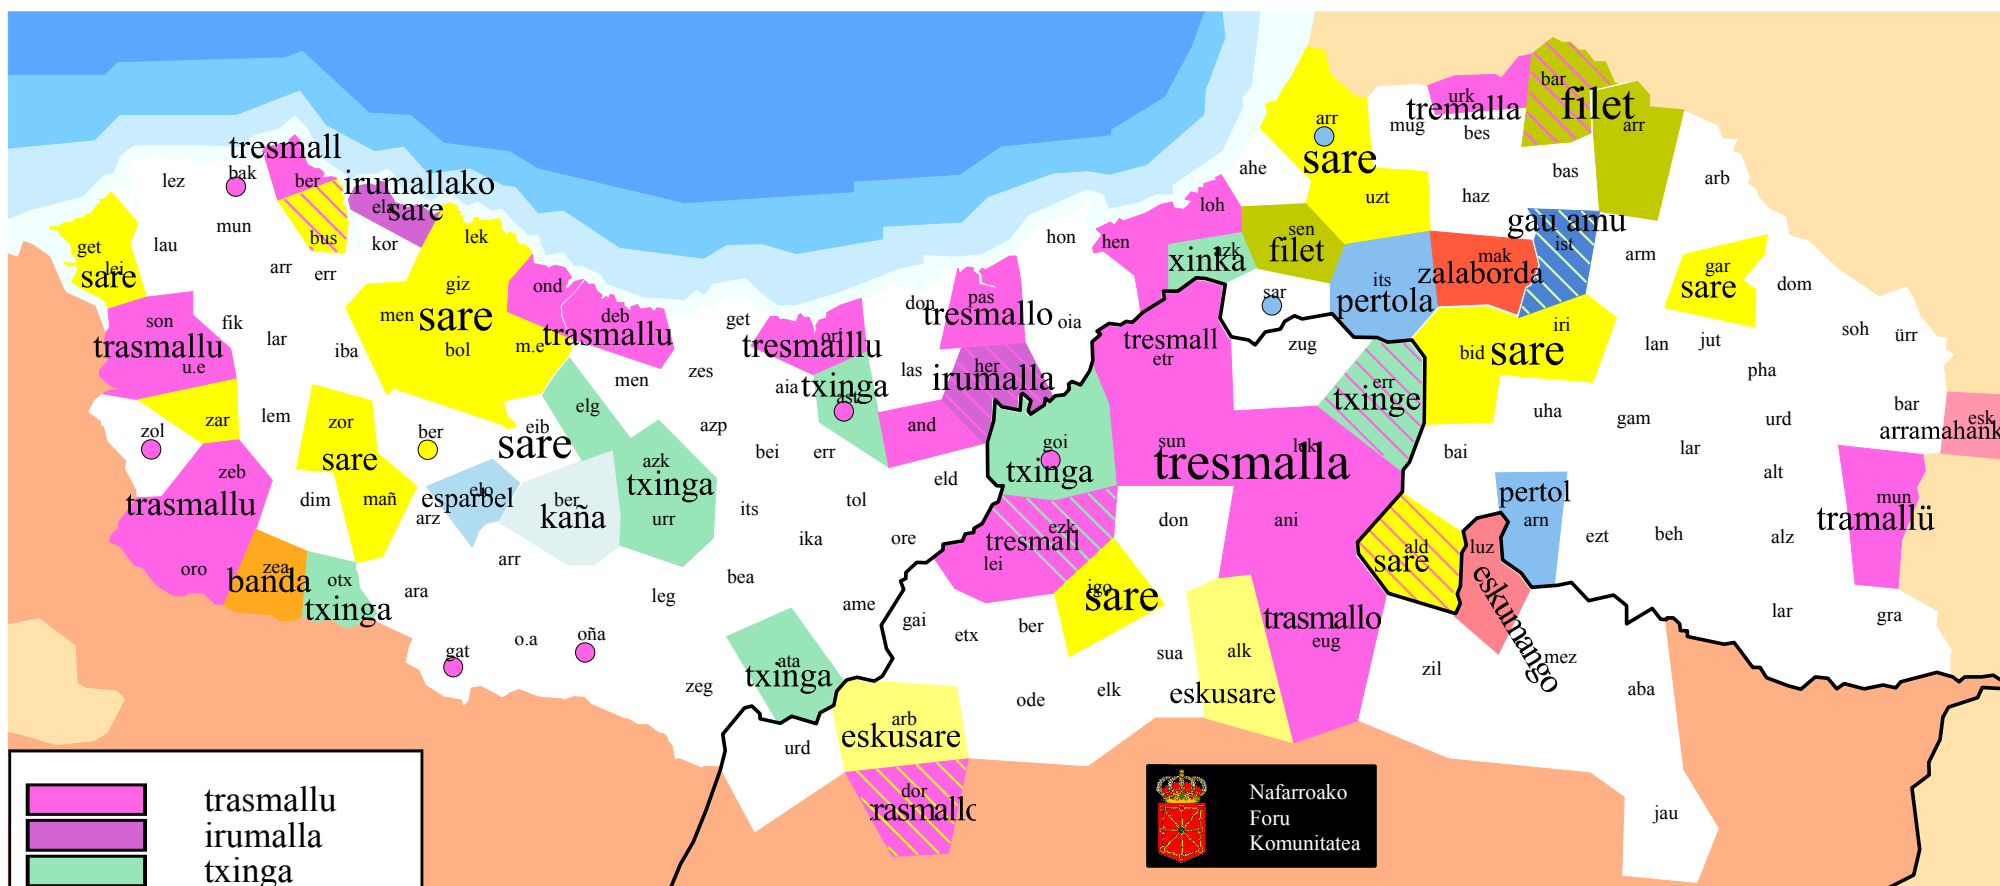 tresmall
lez
bak
ber
irumallako
ela
sare
mun
lau
bus
kor
lek
get
lei
sare
arr
err
giz
ond
son
fik
lar
iba
men
sare
bol
m.e
deb
trasmallu
trasmallu
u.e
get
men
zes
tresmaillu
ori
txinga
ast
aia
las
don
pas
tresmallo
oia
her
irumalla
and
hon
hen
loh
xinka
azk
sen
filet
ahe
arr
sare
uzt
mug
urk
tremalla
bes
bar
filet
arr
bas
haz
arb
gau amu
ist
mak
zalaborda
its
pertola
sar
zug
arm
gar
sare
dom
soh
ürr
iri
bid
sare
lan
jut
pha
tresmall
etr
err
txinge
zar
lem
zor
ber
eib
elg
sare
azp
bei
err
eld
goi
txinga
sun
luk
tresmalla
bai
uha
gam
urd
bar
esk
arramahank
zol
zeb
trasmallu
sare
dim
mañ
arz
elo
esparbel
ber
kaña
azk
txinga
urr
its
tol
ika
ore
ezk
tresmall
lei
don
ani
ald
sare
luz
eskumango
pertol
arn
ezt
beh
lar
alt
alz
mun
tramallü
oro
zea
banda
otx
txinga
ara
arr
bea
leg
ame
gai
etx
ber
igo
sare
trasmallo
eug
lar
gra
gat
o.a
oña
zeg
ata
txinga
ode
elk
sua
alk
eskusare
zil
mez
aba
urd
arb
eskusare
dor
rasmallo
jau
Nafarroako
Foru
Komunitatea
trasmallu
irumalla
txinga